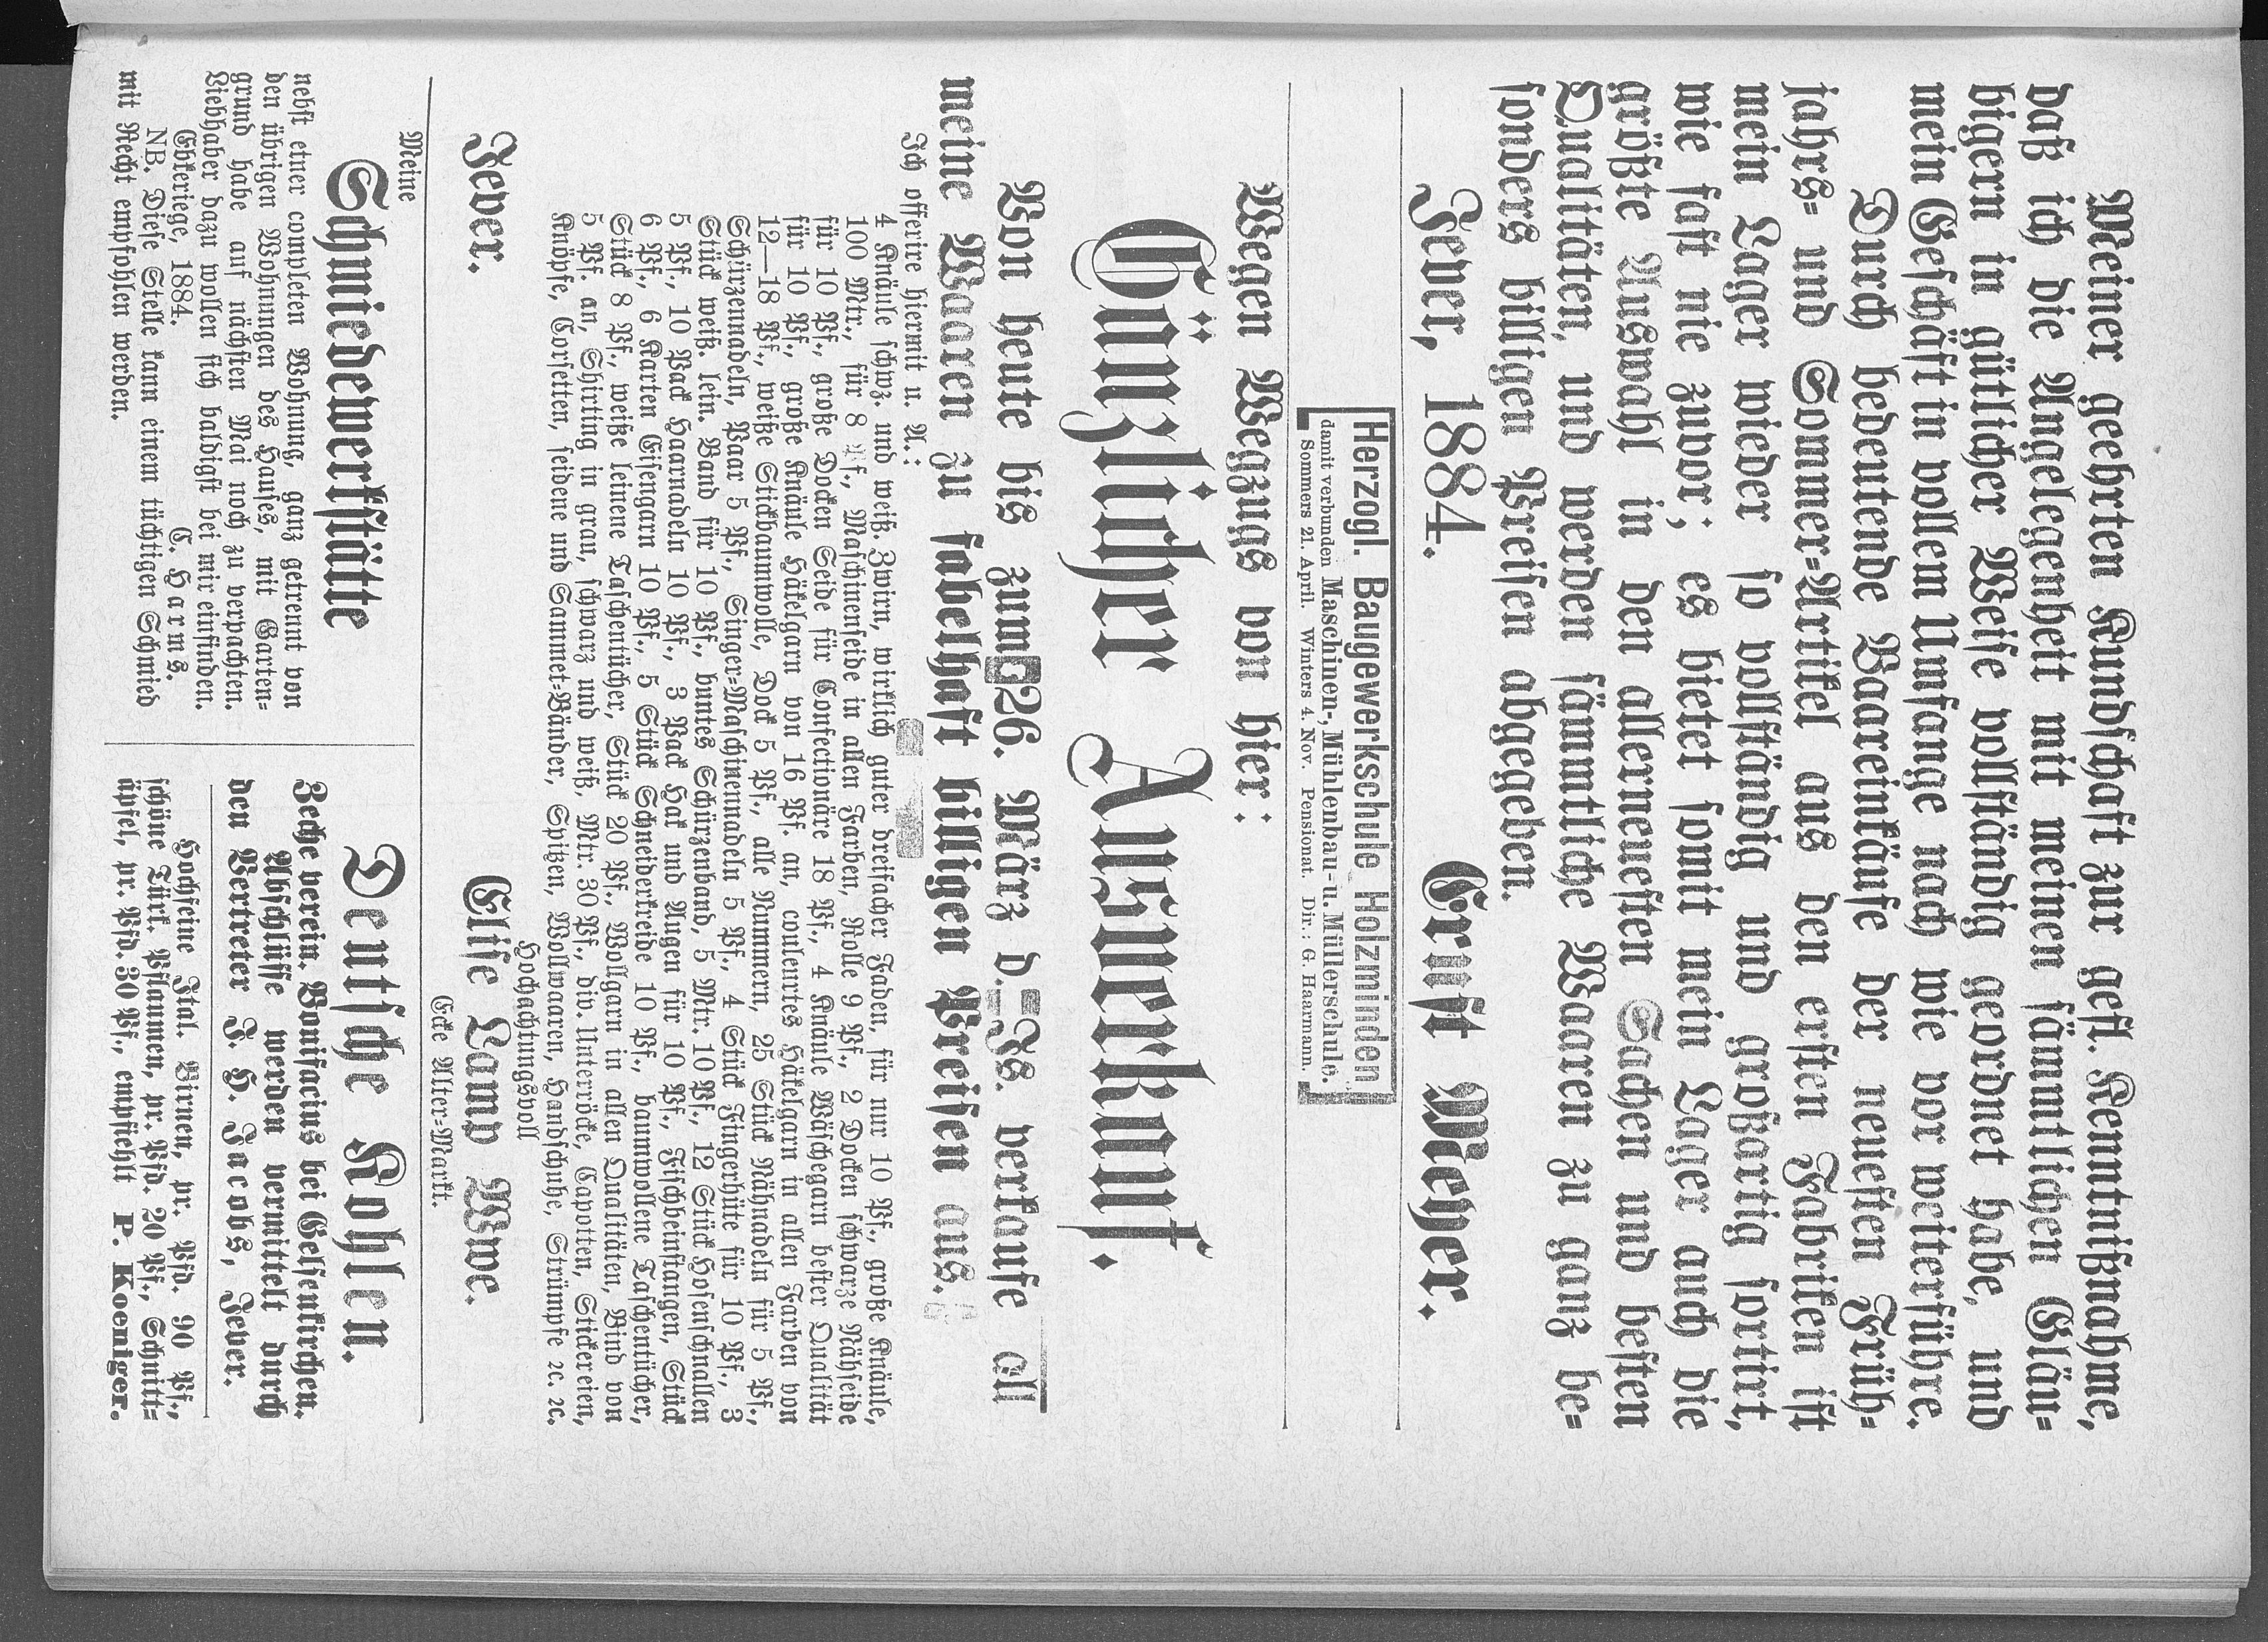 Meiner geehrten Kundschaft zur gefl. Kenntnißnahme,
daß ich die Angelegenheit mit meinen sämmtlichen Gläu-
bigern in gütlicher Weise vollständig geordnet habe, und
mein Geschäft in vollem Umfange nach wie vor weiterführe.
Durch bedeutende Baareinkäufe der neuesten Früh-
jahrs- und Sommer-Artikel aus den ersten Fabriken ist
mein Lager wieder so vollständig und großartig sortirt,
wie fast nie zuvor; es bietet somit mein Lager auch die
größte Auswahl in den allerneuesten Sachen und besten
Qualitäten, und werden sämmtliche Waaren zu ganz be-
sonders billigen Preisen abgegeben.
Jever, 1884. Ernst Meyer.
Herzogl. Baugewerkschule Holzminden
damit verbunden Maschinen-, Mühlenbau- u. Müllerschule.
Sommers 21. April. Winters 4. Nov. Pensionat. Dir.: G. Haarmann.
Wegen Wegzugs von hier:
Gänzlicher Ausverkauf.
Von heute bis zum 26. März d. Js. verkaufe all
meine Waaren zu fabelhaft billigen Preisen aus.
Ich offerire hiermit u. A.:
4 Knäule schwz. und weiß. Zwirn, wirklich guter dreifacher Faden, für nur 10 Pf., große Knäule,
100 Mtr., für 8 Pf., Maschinenseide in allen Farben, Rolle 9 Pf., 2 Docken schwarze Nähseide
für 10 Pf., große Docken Seide für Confectionäre 18 Pf., 4 Knäule Wäschegarn bester Qualität
für 10 Pf., große Knäule Häkelgarn von 16 Pf. an, couleurtes Häkelgarn in allen Farben von
12—18 Pf., weiße Stickbaumwolle, Dock 5 Pf., alle Nummern, 25 Stück Nähnadeln für 5 Pf.,
Schürzennadeln, Paar 5 Pf., Singer-Maschinennadeln 5 Pf., 4 Stück Fingerhüte für 10 Pf., 3
Stück weiß. lein. Band für 10 Pf., buntes Schürzenband, 5 Mtr. 10 Pf., 12 Stück Hosenschnallen
5 Pf., 10 Pack Haarnadeln 10 Pf., 3 Pack Hak und Augen für 10 Pf., Fischbeinstangen, Stück
6 Pf., 6 Karten Eisengarn 10 Pf., 5 Stück Schneiderkreide 10 Pf., baumwollene Taschentücher,
Stück 8 Pf., weiße leinene Taschentücher, Stück 20 Pf., Wollgarn in allen Qualitäten, Bind von
5 Pf. an, Shirting in grau, schwarz und weiß, Mtr. 30 Pf., div. Unterröcke, Capotten, Stickereien,
Knöpfe, Corsetten, seidene und Sammet-Bänder, Spitzen, Wollwaaren, Handschuhe, Strümpfe ꝛc. ꝛc.
Hochachtungsvoll
Jever. Elise Lamp Wwe.
Ecke Alter-Markt.
Meine
Schmiedewerkstätte
nebst einer completen Wohnung, ganz getrennt von
den übrigen Wohnungen des Hauses, mit Garten-
grund habe auf nächsten Mai noch zu verpachten.
Liebhaber dazu wollen sich baldigst bei mir einfinden.
Ebkeriege, 1884. C. Harms.
NB. Diese Stelle kann einem tüchtigen Schmied
mit Recht empfohlen werden.
Deutsche Kohlen.
Zeche verein. Bonifacius bei Gelsenkirchen.
Abschlüsse werden vermittelt durch
den Vertreter J. H. Jacobs, Jever.
Hochfeine Ital. Birnen, pr. Pfd. 90 Pf.,
schöne Türk. Pflaumen, pr. Pfd. 20 Pf., Schnitt-
äpfel, pr. Pfd. 30 Pf., empfiehlt P. Koeniger.